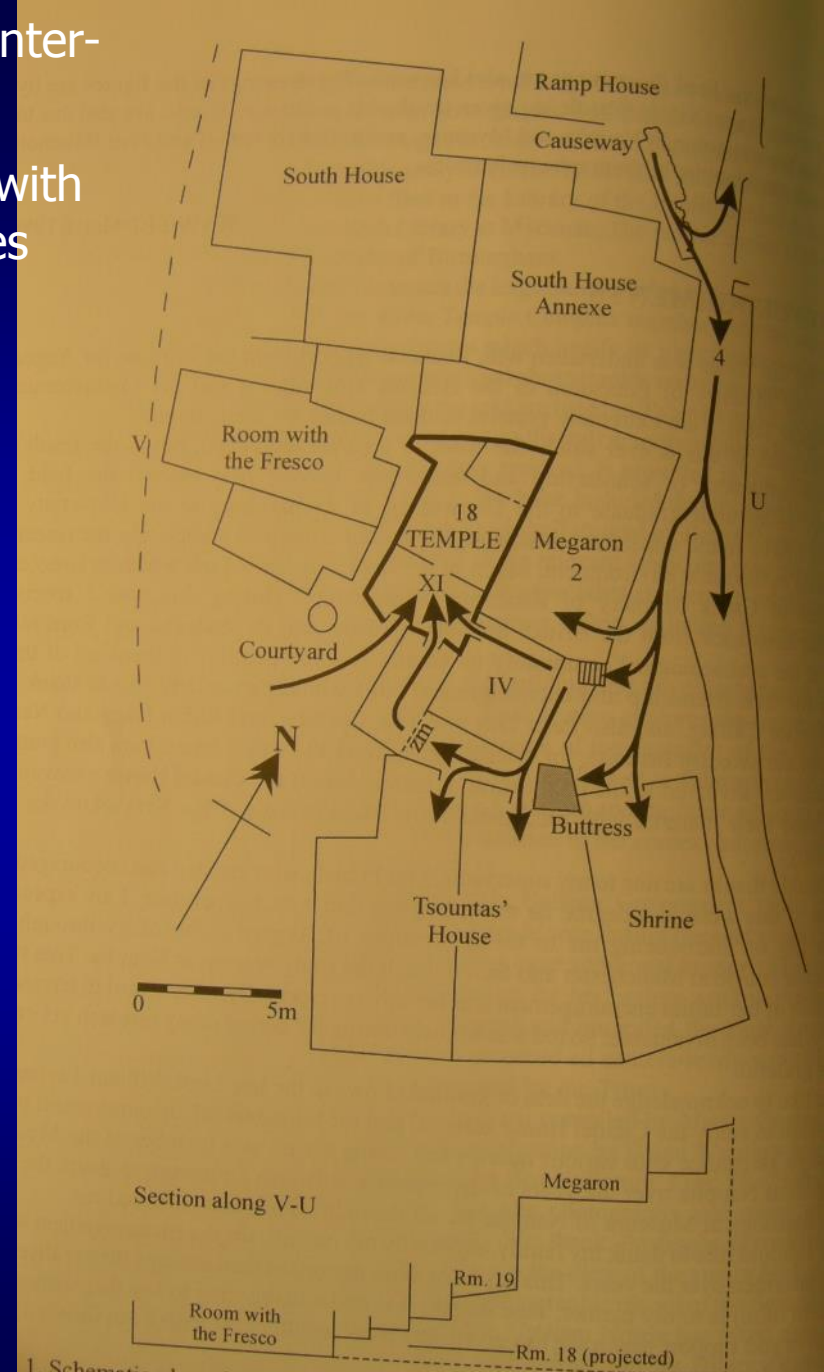 nter-
with
es
Ramp House
Causeway
South House
South House
Annexe
4
Room with
the Fresco
V
U
18
TEMPLE
Megaron
2
XI
Courtyard
IV
N
zm
Buttress
Tsountas'
House
Shrine
0
5m
Section along V-U
Megaron
Rm. 19
Room with
the Fresco
Rm. 18 (projected)